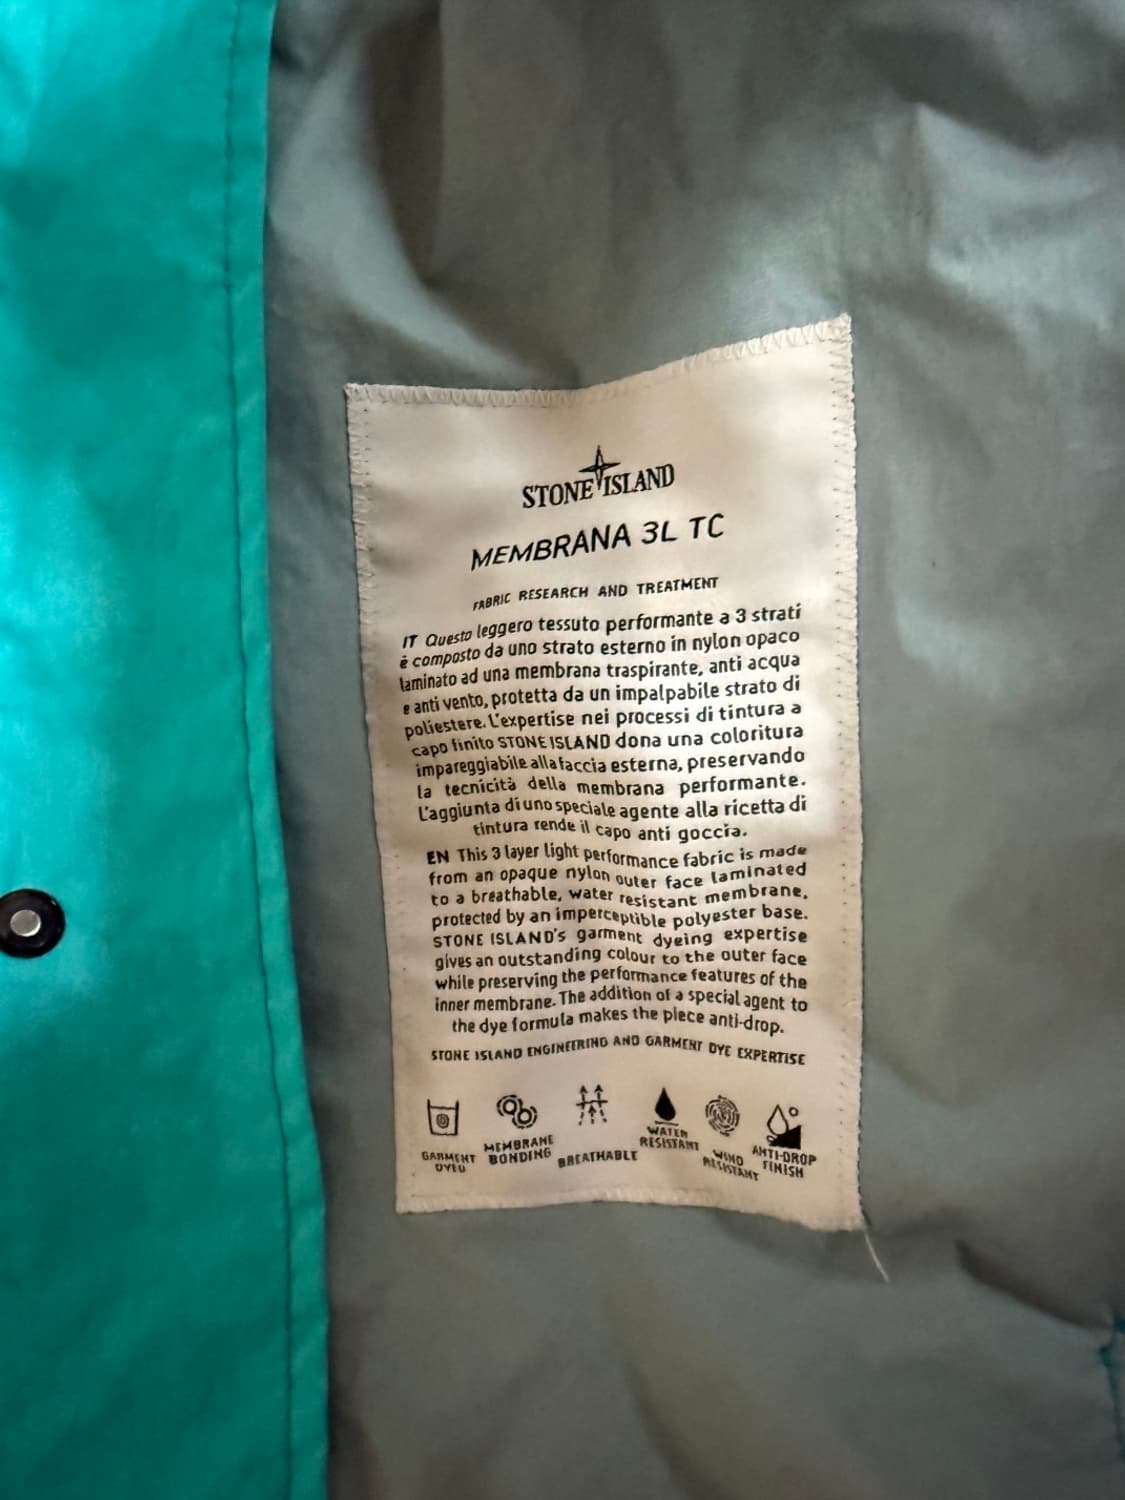 STONE ISLAND
MEMBRANA 3L TC
FABRIC RESEARCH AND TREATMENT
IT Questo leggero tessuto performante a 3 strati
è composto da uno strato esterno in nylon opaco
laminato ad una membrana traspirante, anti acqua
e anti vento, protetta da un impalpabile strato di
poliestere. L'expertise nei processi di tintura a
capo finito STONE ISLAND dona una coloritura
impareggiabile alla faccia esterna, preservando
la tecnicità della membrana performante.
L'aggiunta di uno speciale agente alla ricetta di
tintura rende il capo anti goccia.
EN This 3 layer light performance fabric is made
from an opaque nylon outer face laminated
to a breathable, water resistant membrane,
protected by an imperceptible polyester base.
STONE ISLAND's garment dyeing expertise
gives an outstanding colour to the outer face
while preserving the performance features of the
inner membrane. The addition of a special agent to
the dye formula makes the piece anti-drop.
STONE ISLAND ENGINEERING AND GARMENT DYE EXPERTISE
GARMENT
DYED
MEMBRANE
BONDING
BREATHABLE
WATER
RESISTANT
WIND
RESISTANT
ANTI-DROP
FINISH